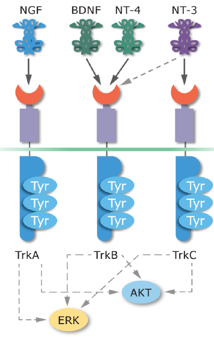 NGF BDNF NT-4 NT-3
Tyr Tyr Tyr
Tyr Tyr Tyr
Tyr Tyr Tyr
TrkA TrkB TrkC
AKT
ERK